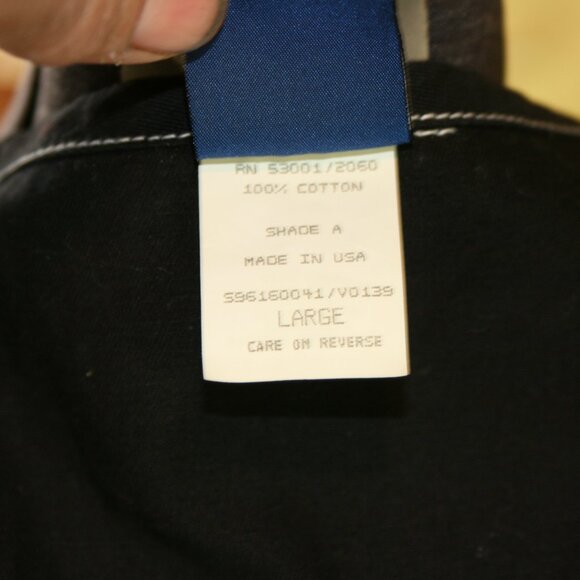 RN 53001/2060
100% COTTON
SHADE A
MADE IN USA
S96160041/V0139
LARGE
CARE ON REVERSE